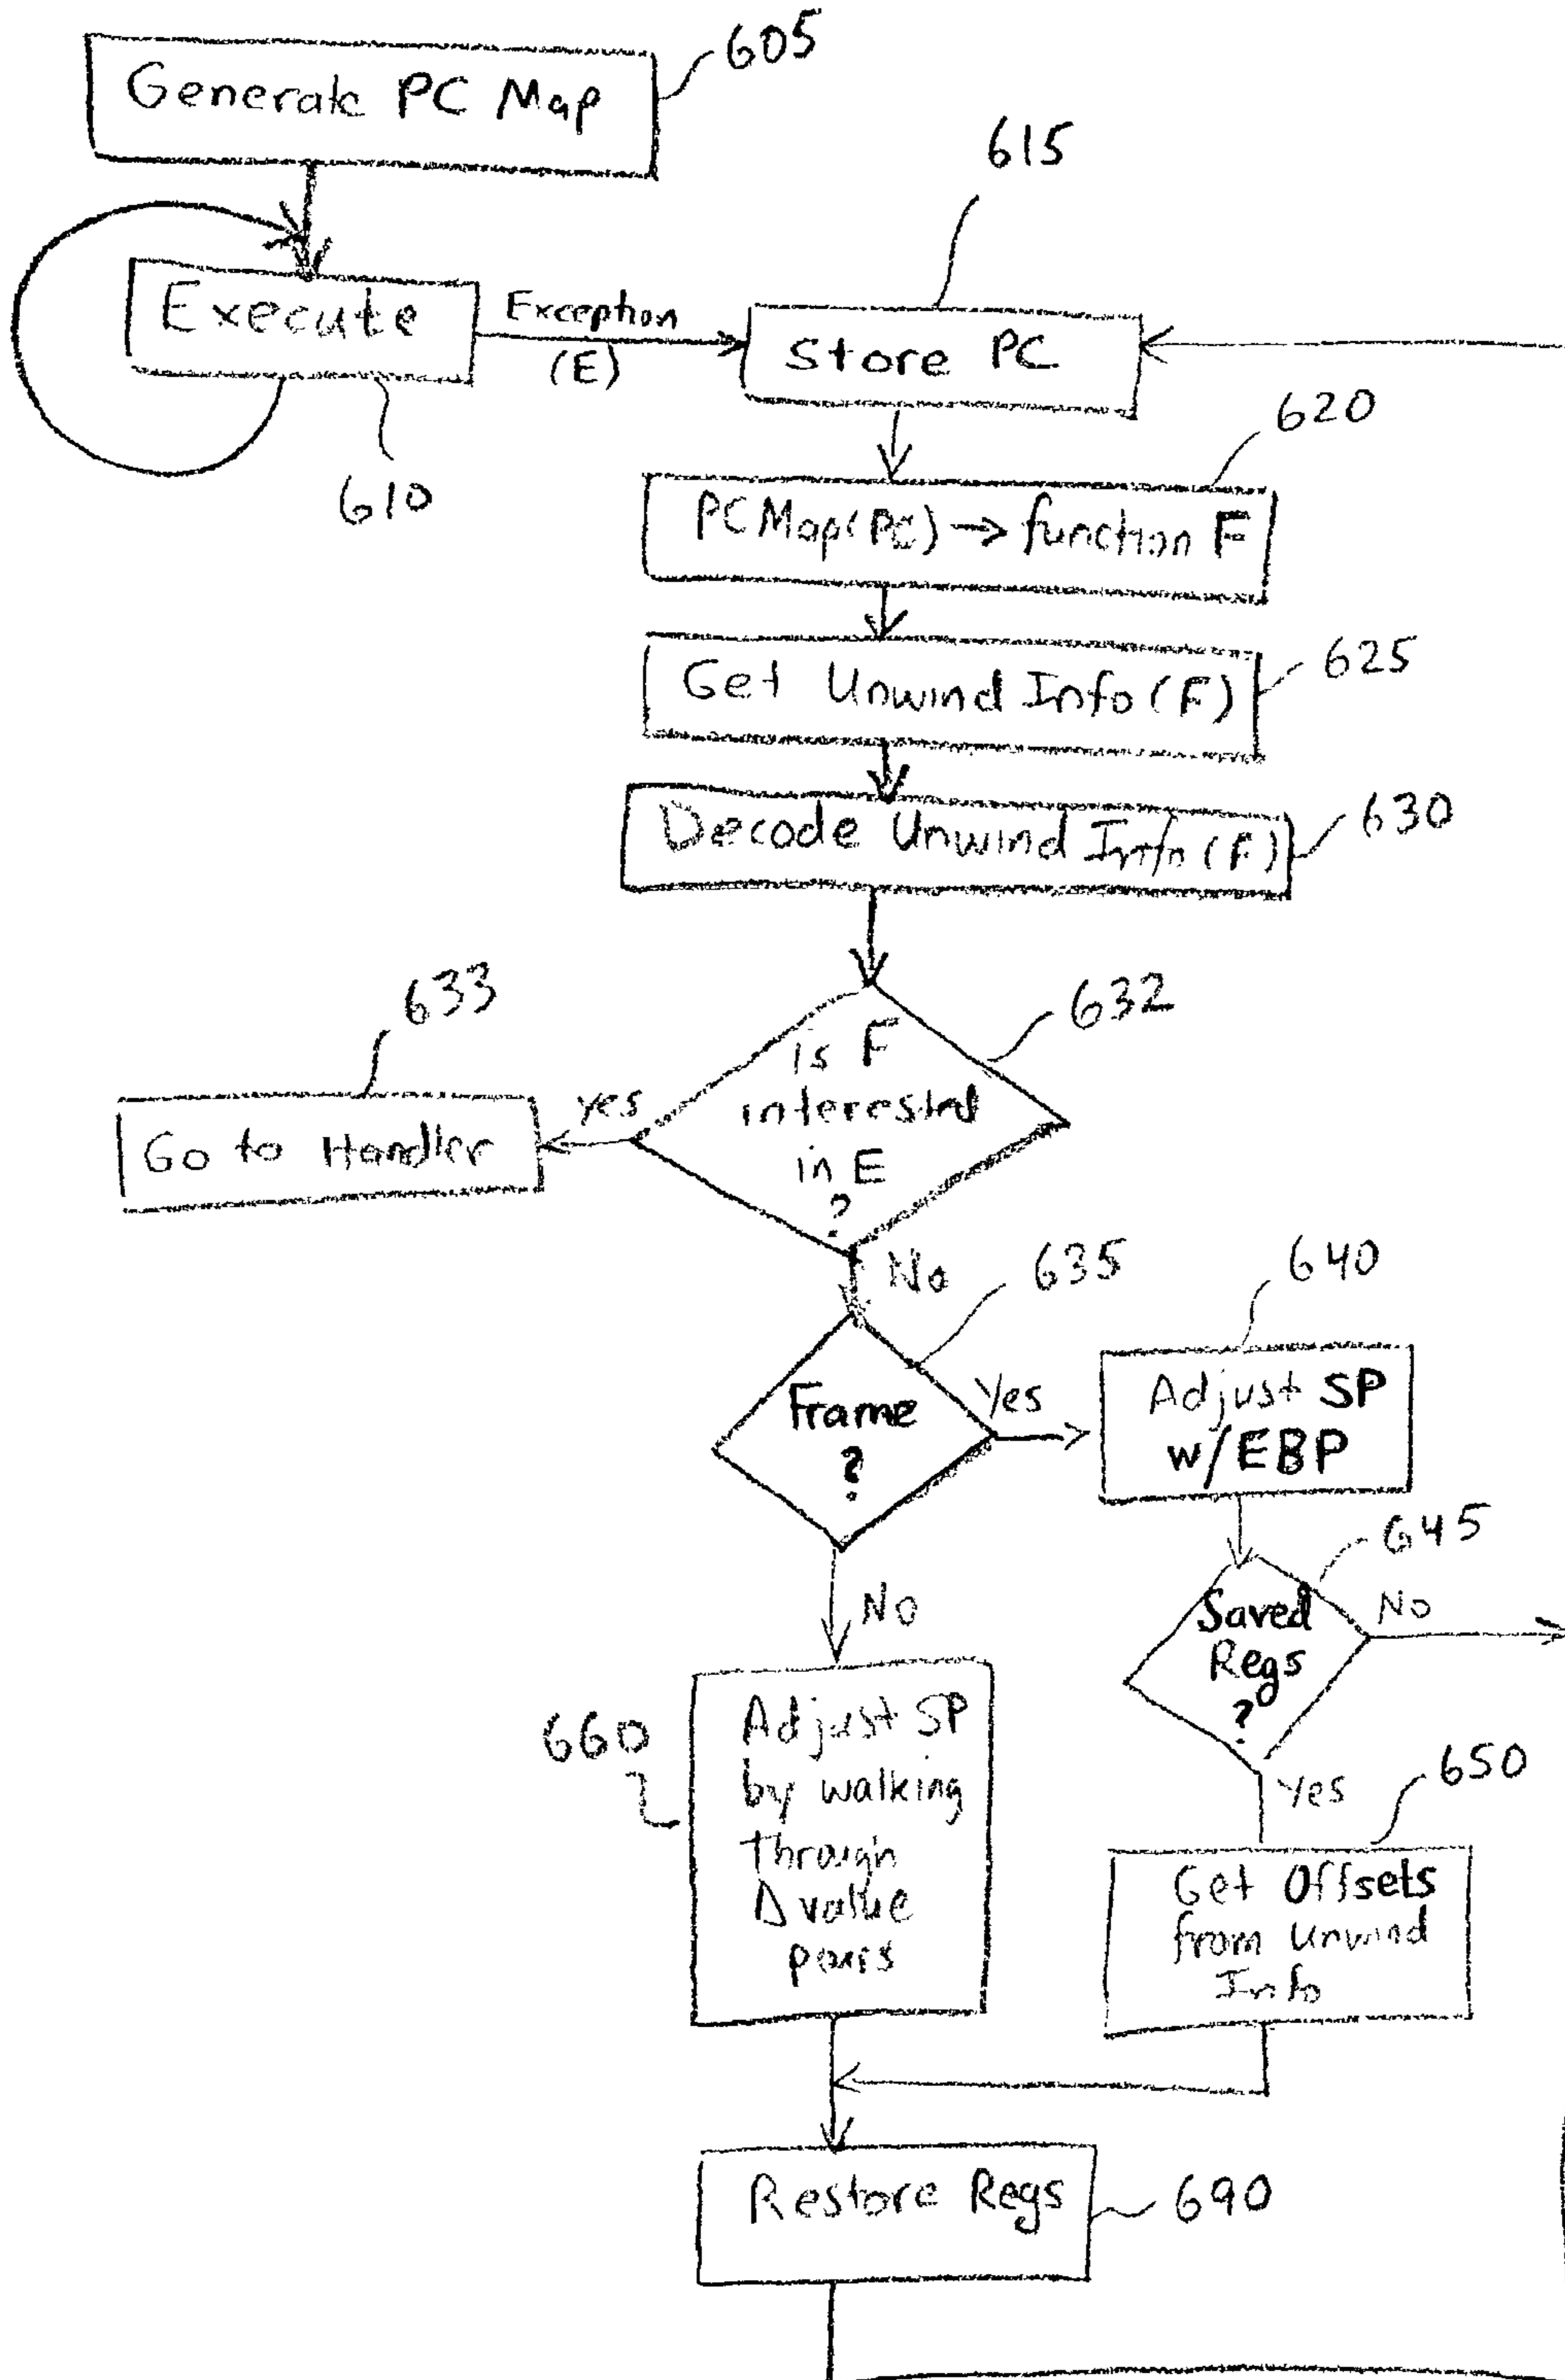 Generate PC Map
605
615
Execute
Exception
(E)
Store PC
610
620
PC Map(PC) → function F
Get Unwind Info (F)
625
Decode Unwind Info (F)
630
633
632
is F
interested
in E
?
yes
Go to Handler
No
635
640
Frame
?
Yes
Adjust SP
w/EBP
645
No
Saved
Regs
?
No
660
Adjust SP
by walking
through
Δ value
pairs
Yes
650
Get Offsets
from Unwind
Info
Restore Regs
690